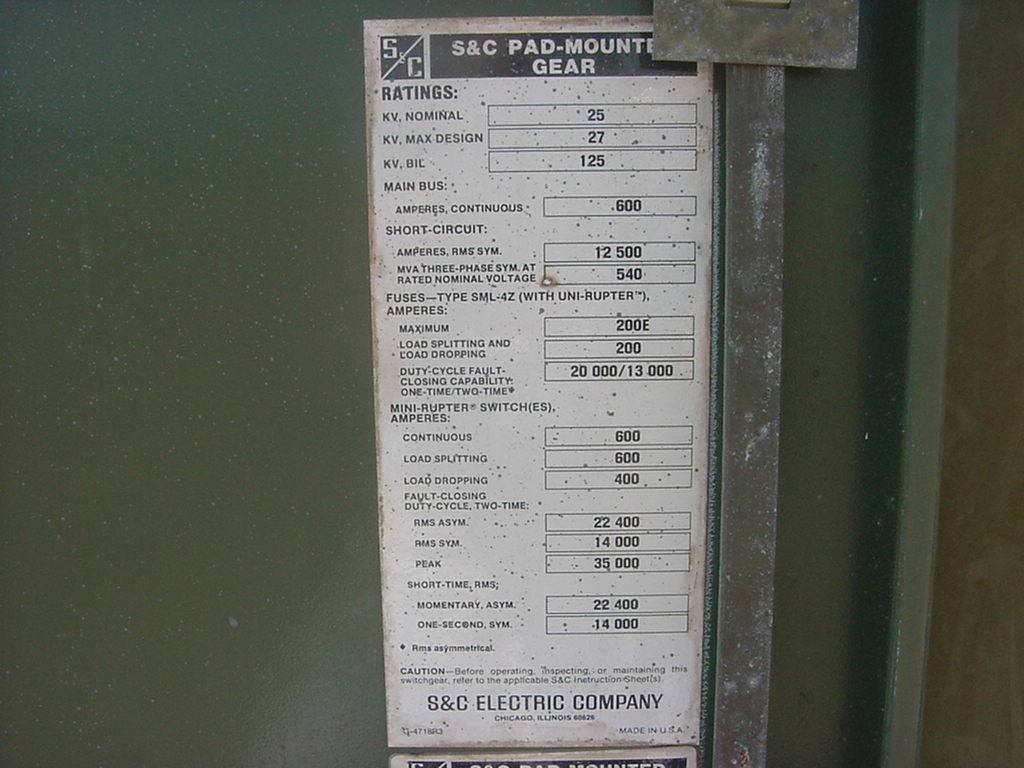 S&C S&C PAD-MOUNTE
GEAR
RATINGS:
KV, NOMINAL 25
KV, MAX DESIGN 27
KV, BIL 125
MAIN BUS:
AMPERES, CONTINUOUS 600
SHORT-CIRCUIT:
AMPERES, RMS SYM. 12 500
MVA THREE-PHASE SYM. AT
RATED NOMINAL VOLTAGE 540
FUSES—TYPE SML-4Z (WITH UNI-RUPTER™),
AMPERES:
MAXIMUM 200E
LOAD SPLITTING AND
LOAD DROPPING 200
DUTY-CYCLE FAULT-
CLOSING CAPABILITY:
ONE-TIME/TWO-TIME♦ 20 000/13 000
MINI-RUPTER® SWITCH(ES),
AMPERES:
CONTINUOUS 600
LOAD SPLITTING 600
LOAD DROPPING 400
FAULT-CLOSING
DUTY-CYCLE, TWO-TIME:
RMS ASYM. 22 400
RMS SYM. 14 000
PEAK 35 000
SHORT-TIME, RMS;
MOMENTARY, ASYM. 22 400
ONE-SECOND, SYM. 14 000
♦ Rms asymmetrical.
CAUTION—Before operating, inspecting, or maintaining this
switchgear, refer to the applicable S&C Instruction Sheet(s).
S&C ELECTRIC COMPANY
CHICAGO, ILLINOIS 60626
G-4718R3 MADE IN U.S.A.
S&C PAD-MOUNTED